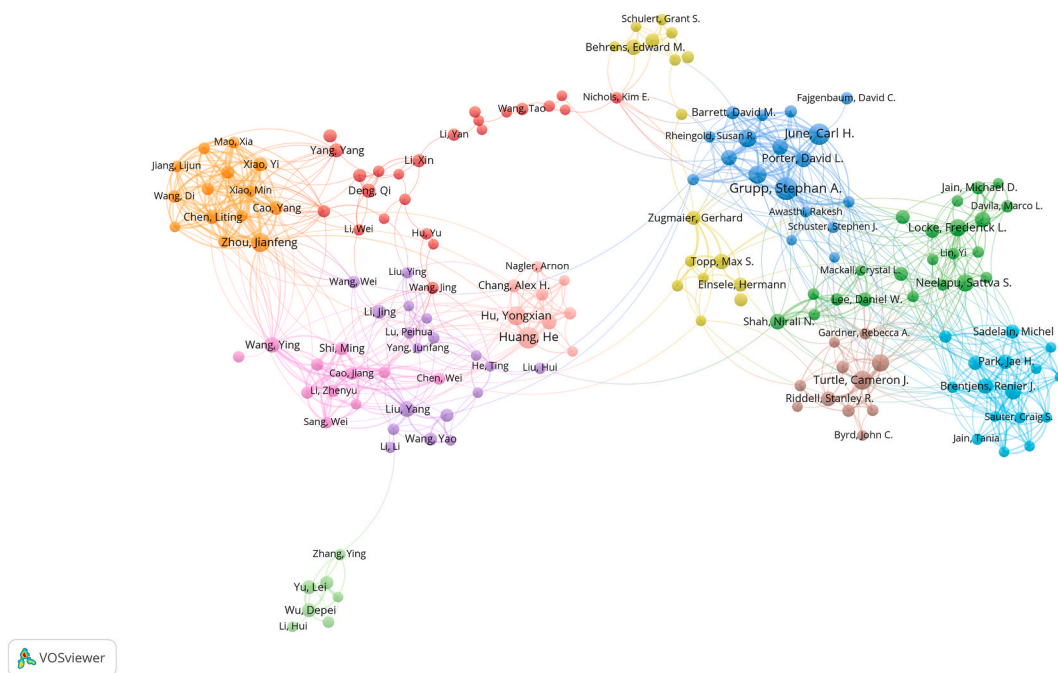 Schulert, Grant S.
Behrens, Edward M.
Nichols, Kim E.
Fajgenbaum, David C.
Wang, Tao
Barrett, David M.
June, Carl H.
Li, Yan
Rheingold, Susan R.
Mao, Xia
Yang, Yang
Porter, David L.
Li, Xin
Jiang, Lijun
Xiao, Yi
Grupp, Stephan A.
Jain, Michael D.
Xiao, Min
Deng, Qi
Wang, Di
Davila, Marco L.
Cao, Yang
Awasthi, Rakesh
Chen, Liting
Zugmaier, Gerhard
Schuster, Stephen J.
Locke, Frederick L.
Li, Wei
Hu, Yu
Zhou, Jianfeng
Lin, Yi
Topp, Max S.
Nagler, Arnon
Mackall, Crystal L.
Liu, Ying
Wang, Wei
Chang, Alex H.
Einsele, Hermann
Neelapu, Sattva S.
Wang, Jing
Lee, Daniel W.
Li, Jing
Hu, Yongxian
Shah, Nirali N.
Lu, Peihua
Gardner, Rebecca A.
Sadelain, Michel
Huang, He
Wang, Ying
Shi, Ming
Yang, Junfang
Park, Jae H.
He, Ting
Liu, Hui
Cao, Jiang
Chen, Wei
Turtle, Cameron J.
Brentjens, Renier J.
Li, Zhenyu
Riddell, Stanley R.
Liu, Yang
Sauter, Craig S.
Sang, Wei
Byrd, John C.
Wang, Yao
Jain, Tania
Li, Li
Zhang, Ying
Yu, Lei
Wu, Depei
Li, Hui
VOSviewer